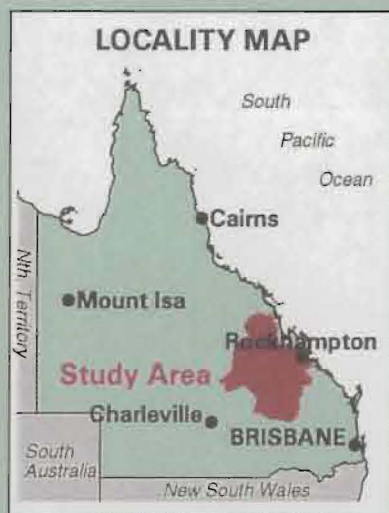 LOCALITY MAP
South
Pacific
Ocean
Cairns
Nth Territory
Mount Isa
Rockhampton
Study Area
Charleville
BRISBANE
South
Australia
New South Wales